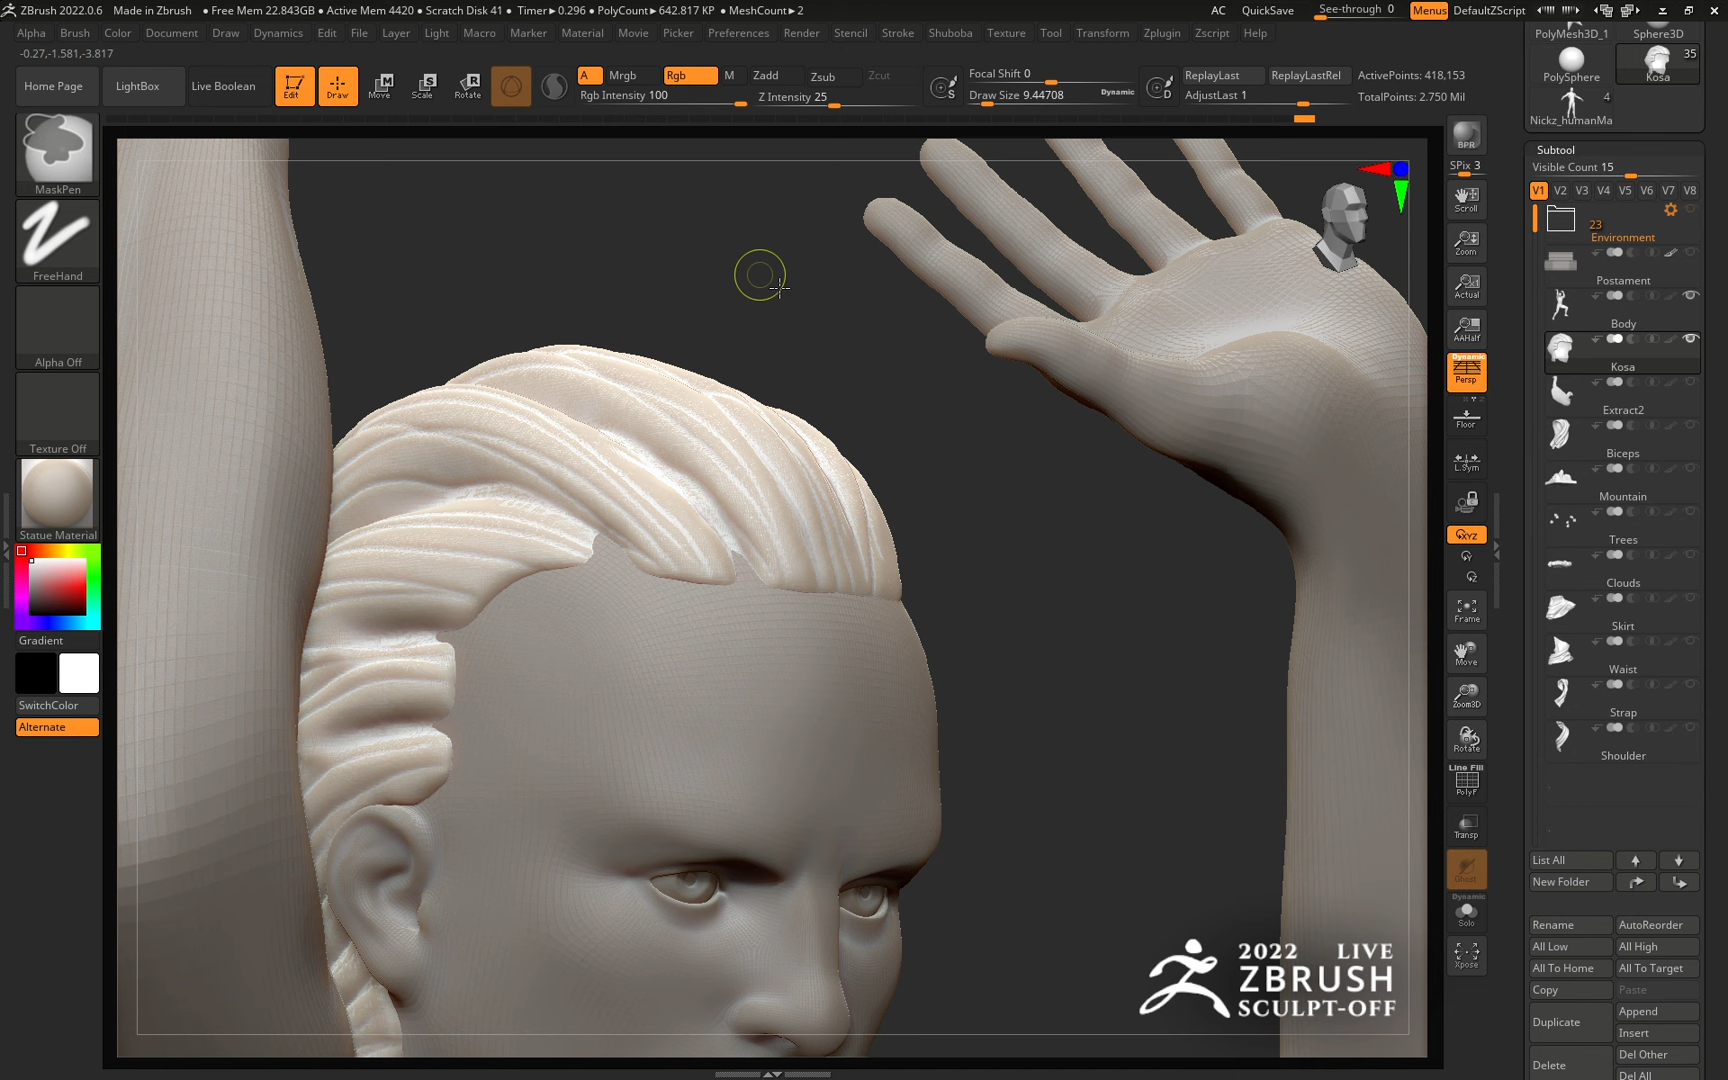 ZBrush 2022.0.6 Made in Zbrush • Free Mem 22.843GB • Active Mem 4420 • Scratch Disk 41 • Timer▸0.296 • PolyCount▸642.817 KP • MeshCount▸2 AC QuickSave See-through 0 Menus DefaultZScript
Alpha Brush Color Document Draw Dynamics Edit File Layer Light Macro Marker Material Movie Picker Preferences Render Stencil Stroke Shuboba Texture Tool Transform Zplugin Zscript Help
-0.27,-1.581,-3.817
Home Page LightBox Live Boolean Edit Draw Move Scale Rotate
A Mrgb Rgb M Zadd Zsub Zcut
Rgb Intensity 100 Z Intensity 25
S
Focal Shift 0
Draw Size 9.44708 Dynamic
D
ReplayLast ReplayLastRel
AdjustLast 1
ActivePoints: 418,153
TotalPoints: 2.750 Mil
MaskPen
FreeHand
Alpha Off
Texture Off
Statue Material
Gradient
SwitchColor
Alternate
2022 LIVE
ZBRUSH
SCULPT-OFF
BPR
SPix 3
Scroll
Zoom
Actual
AAHalf
Dynamic
Persp
Floor
L.Sym
XYZ
Y
Z
Frame
Move
Zoom3D
Rotate
Line Fill
PolyF
Transp
Ghost
Dynamic
Solo
Xpose
PolyMesh3D_1 Sphere3D
35
PolySphere Kosa
4
Nickz_humanMa
Subtool
Visible Count 15
V1 V2 V3 V4 V5 V6 V7 V8
23
Environment
Postament
Body
Kosa
Extract2
Biceps
Mountain
Trees
Clouds
Skirt
Waist
Strap
Shoulder
List All
New Folder
Rename AutoReorder
All Low All High
All To Home All To Target
Copy Paste
Duplicate Append
Insert
Delete Del Other
Del All